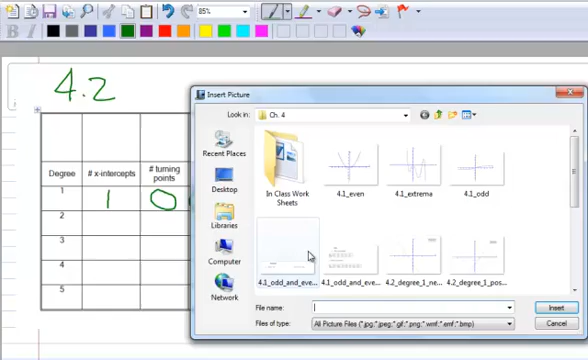 85%
4.2
Insert Picture
Look in:
Ch. 4
Recent Places
Desktop
Libraries
Computer
Network
In Class Work
Sheets
4.1_even
4.1_extrema
4.1_odd
4.1_odd_and_eve...
4.1_odd_and_eve...
4.2_degree_1_ne...
4.2_degree_1_pos...
File name:
Insert
Files of type:
All Picture Files (*.jpg;*.jpeg;*.gif;*.png;*.wmf;*.emf;*.bmp)
Cancel
Degree
# x-intercepts
# turning
points
1
1
0
2
3
4
5